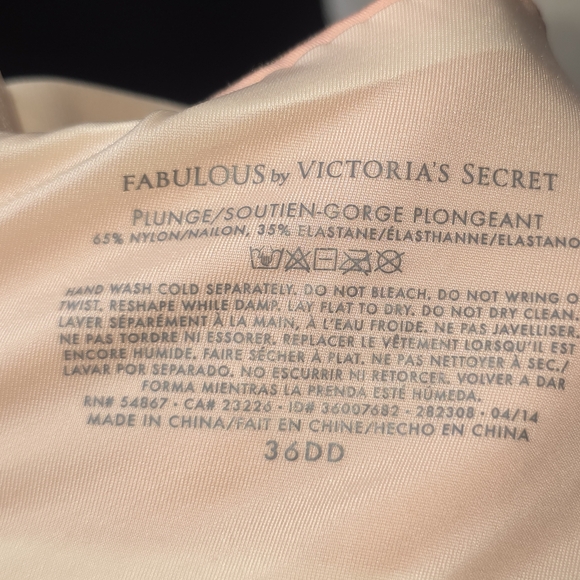 FABULOUS by VICTORIA'S SECRET
PLUNGE/SOUTIEN-GORGE PLONGEANT
65% NYLON/NAILON, 35% ELASTANE/ÉLASTHANNE/ELASTANO
HAND WASH COLD SEPARATELY. DO NOT BLEACH. DO NOT WRING O
TWIST. RESHAPE WHILE DAMP. LAY FLAT TO DRY. DO NOT DRY CLEAN.
LAVER SÉPARÉMENT À LA MAIN, À L'EAU FROIDE. NE PAS JAVELLISER.
NE PAS TORDRE NI ESSORER. REPLACER LE VÊTEMENT LORSQU'IL EST
ENCORE HUMIDE. FAIRE SÉCHER À PLAT. NE PAS NETTOYER À SEC./
LAVAR POR SEPARADO. NO ESCURRIR NI RETORCER. VOLVER A DAR
FORMA MIENTRAS LA PRENDA ESTÉ HÚMEDA.
RN# 54867 · CA# 23226 · ID# 36007682 · 282308 · 04/14
MADE IN CHINA/FAIT EN CHINE/HECHO EN CHINA
36DD